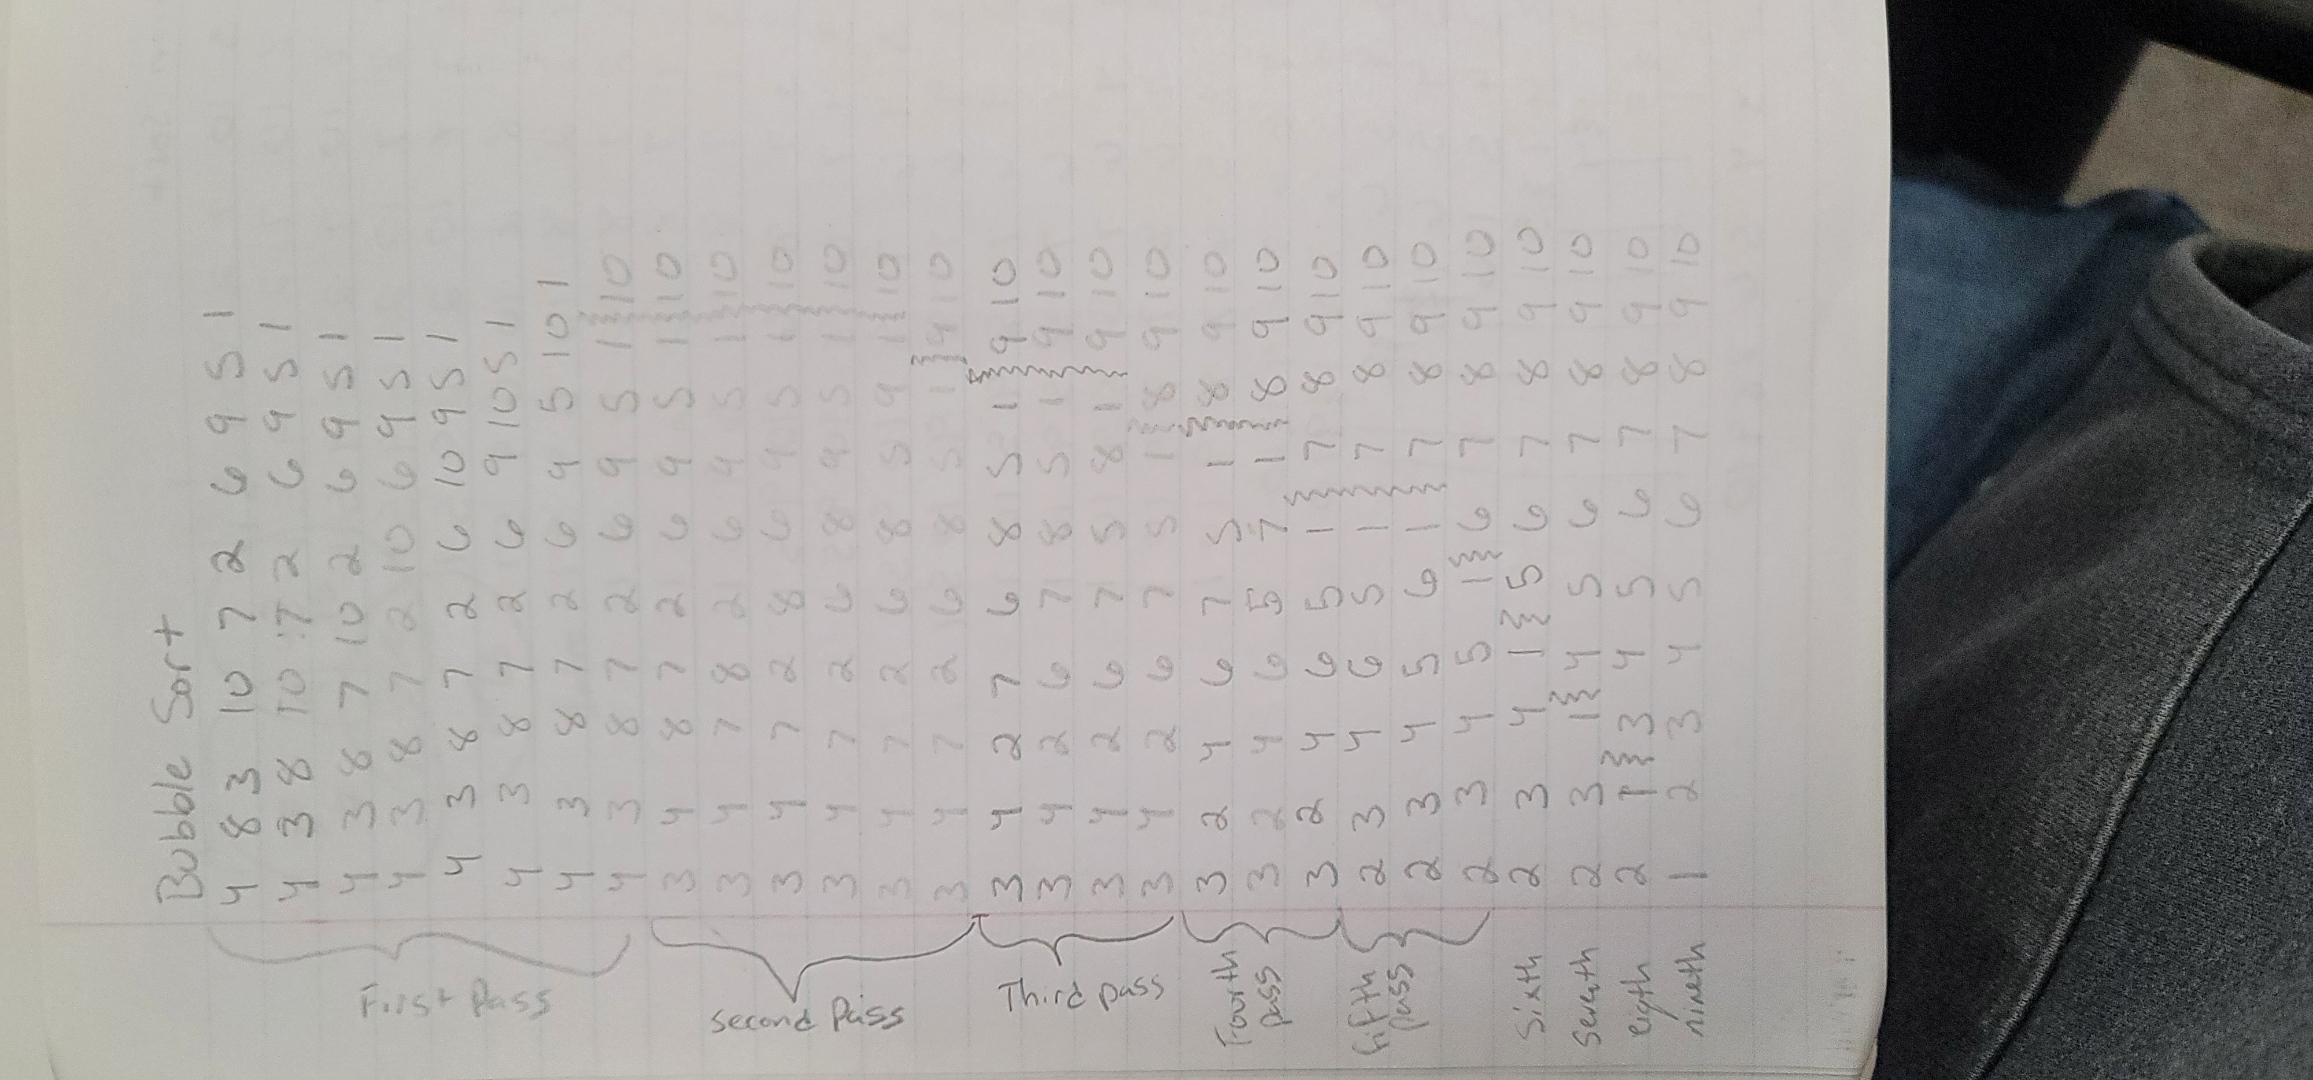 Bubble Sort
4 8 3 10 7 2 6 9 5 1
4 3 8 10 7 2 6 9 5 1
4 3 8 7 10 2 6 9 5 1
4 3 8 7 2 10 6 9 5 1
4 3 8 7 2 6 10 9 5 1
4 3 8 7 2 6 9 10 5 1
4 3 8 7 2 6 9 5 10 1
4 3 8 7 2 6 9 5 1 10
First Pass
3 4 8 7 2 6 9 5 1 10
3 4 7 8 2 6 9 5 1 10
3 4 7 2 8 6 9 5 1 10
3 4 7 2 6 8 9 5 1 10
3 4 7 2 6 8 5 9 1 10
3 4 7 2 6 8 5 1 9 10
Second Pass
3 4 2 7 6 8 5 1 9 10
3 4 2 6 7 8 5 1 9 10
3 4 2 6 7 5 8 1 9 10
3 4 2 6 7 5 1 8 9 10
Third pass
3 2 4 6 7 5 1 8 9 10
3 2 4 6 5 7 1 8 9 10
3 2 4 6 5 1 7 8 9 10
Fourth
pass
2 3 4 6 5 1 7 8 9 10
2 3 4 5 6 1 7 8 9 10
2 3 4 5 1 6 7 8 9 10
fifth
pass
Sixth 2 3 4 1 5 6 7 8 9 10
Seventh 2 3 1 4 5 6 7 8 9 10
eigth 2 1 3 4 5 6 7 8 9 10
nineth 1 2 3 4 5 6 7 8 9 10